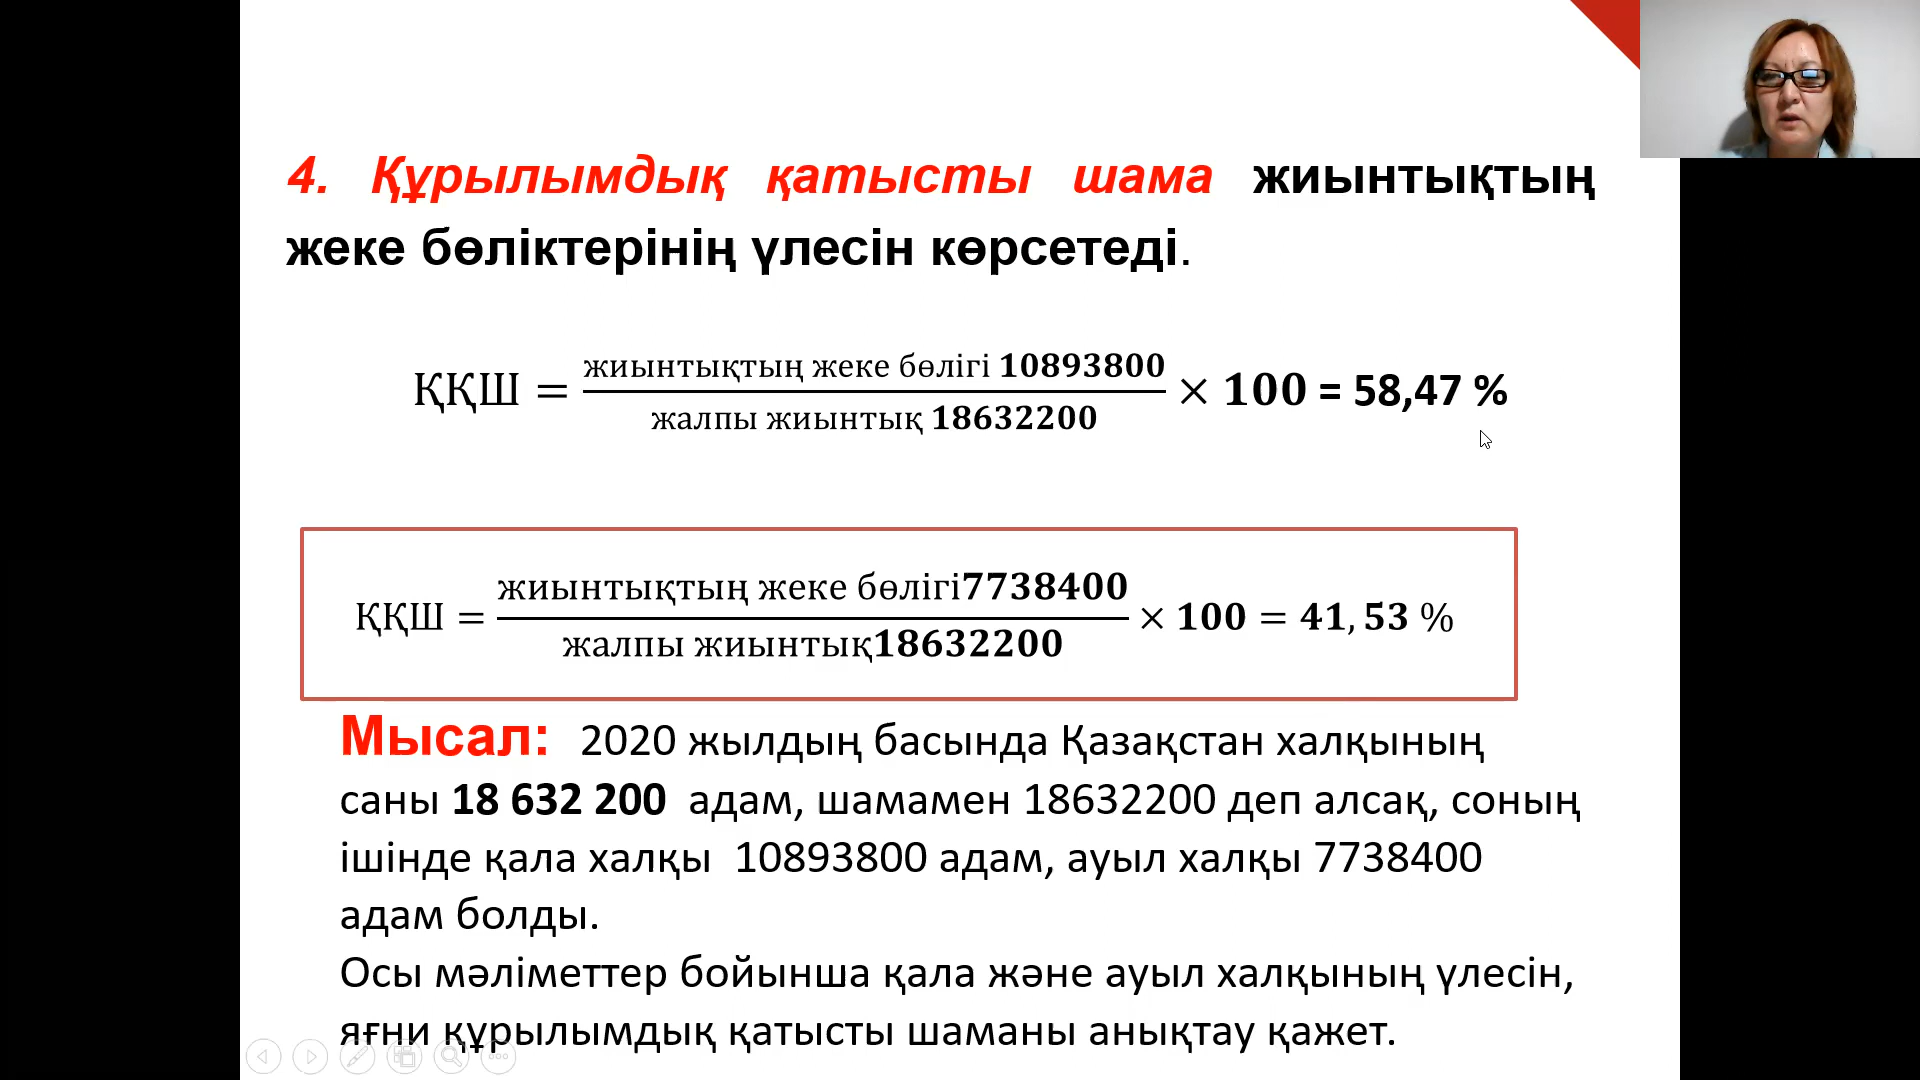 4. Құрылымдық қатысты шама жиынтықтың
жеке бөліктерінің үлесін көрсетеді.
ҚҚШ = жиынтықтың жеке бөлігі 10893800 / жалпы жиынтық 18632200 × 100 = 58,47 %
ҚҚШ = жиынтықтың жеке бөлігі7738400 / жалпы жиынтық18632200 × 100 = 41, 53 %
Мысал: 2020 жылдың басында Қазақстан халқының
саны 18 632 200 адам, шамамен 18632200 деп алсақ, соның
ішінде қала халқы 10893800 адам, ауыл халқы 7738400
адам болды.
Осы мәліметтер бойынша қала және ауыл халқының үлесін,
яғни құрылымдық қатысты шаманы анықтау қажет.